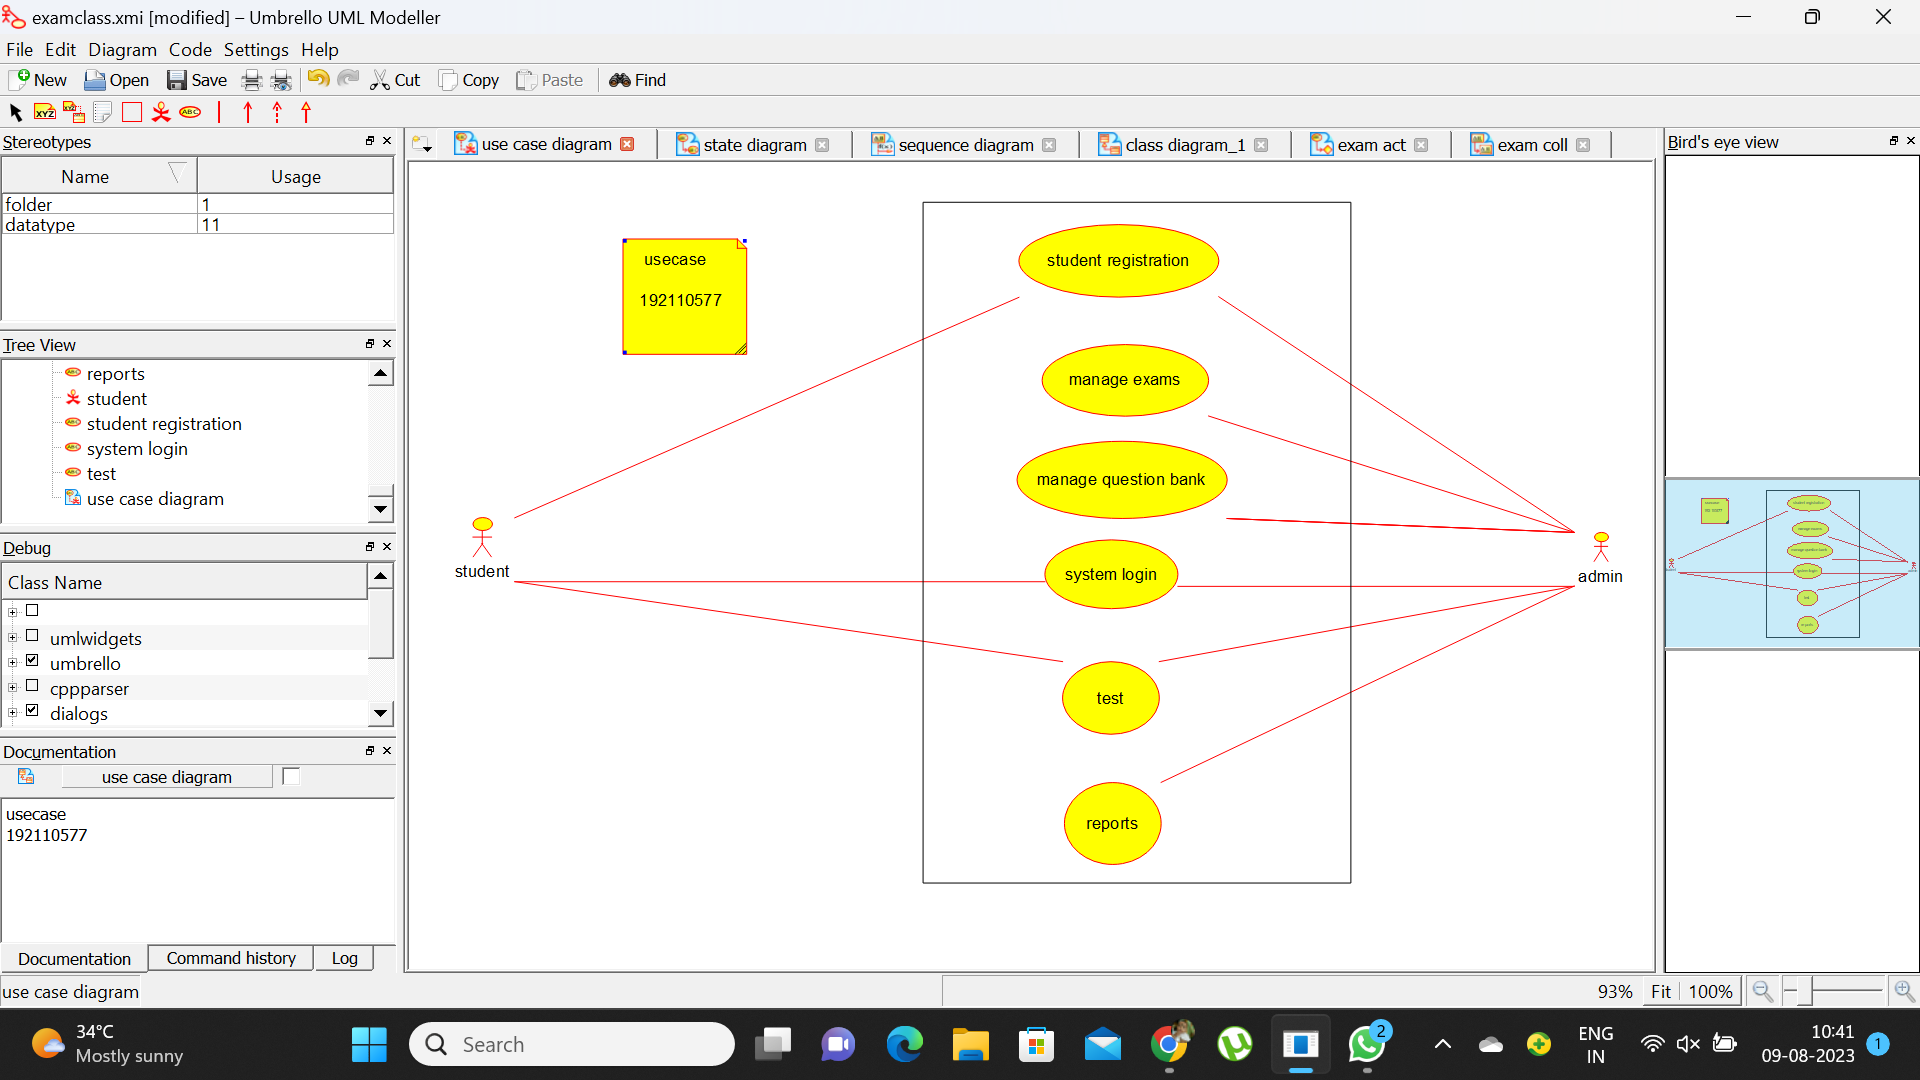 examclass.xmi [modified] – Umbrello UML Modeller
File Edit Diagram Code Settings Help
New Open Save Cut Copy Paste Find
XYZ XYZ ABC
Stereotypes
Name Usage
folder 1
datatype 11
Tree View
reports
student
student registration
system login
test
use case diagram
Debug
Class Name
umlwidgets
umbrello
cppparser
dialogs
Documentation
use case diagram
usecase
192110577
Documentation Command history Log
use case diagram
use case diagram state diagram sequence diagram class diagram_1 exam act exam coll
usecase
192110577
student registration
manage exams
manage question bank
system login
test
reports
student
admin
Bird's eye view
93% Fit 100%
34°C
Mostly sunny
Search
2
ENG
IN
10:41
09-08-2023
1